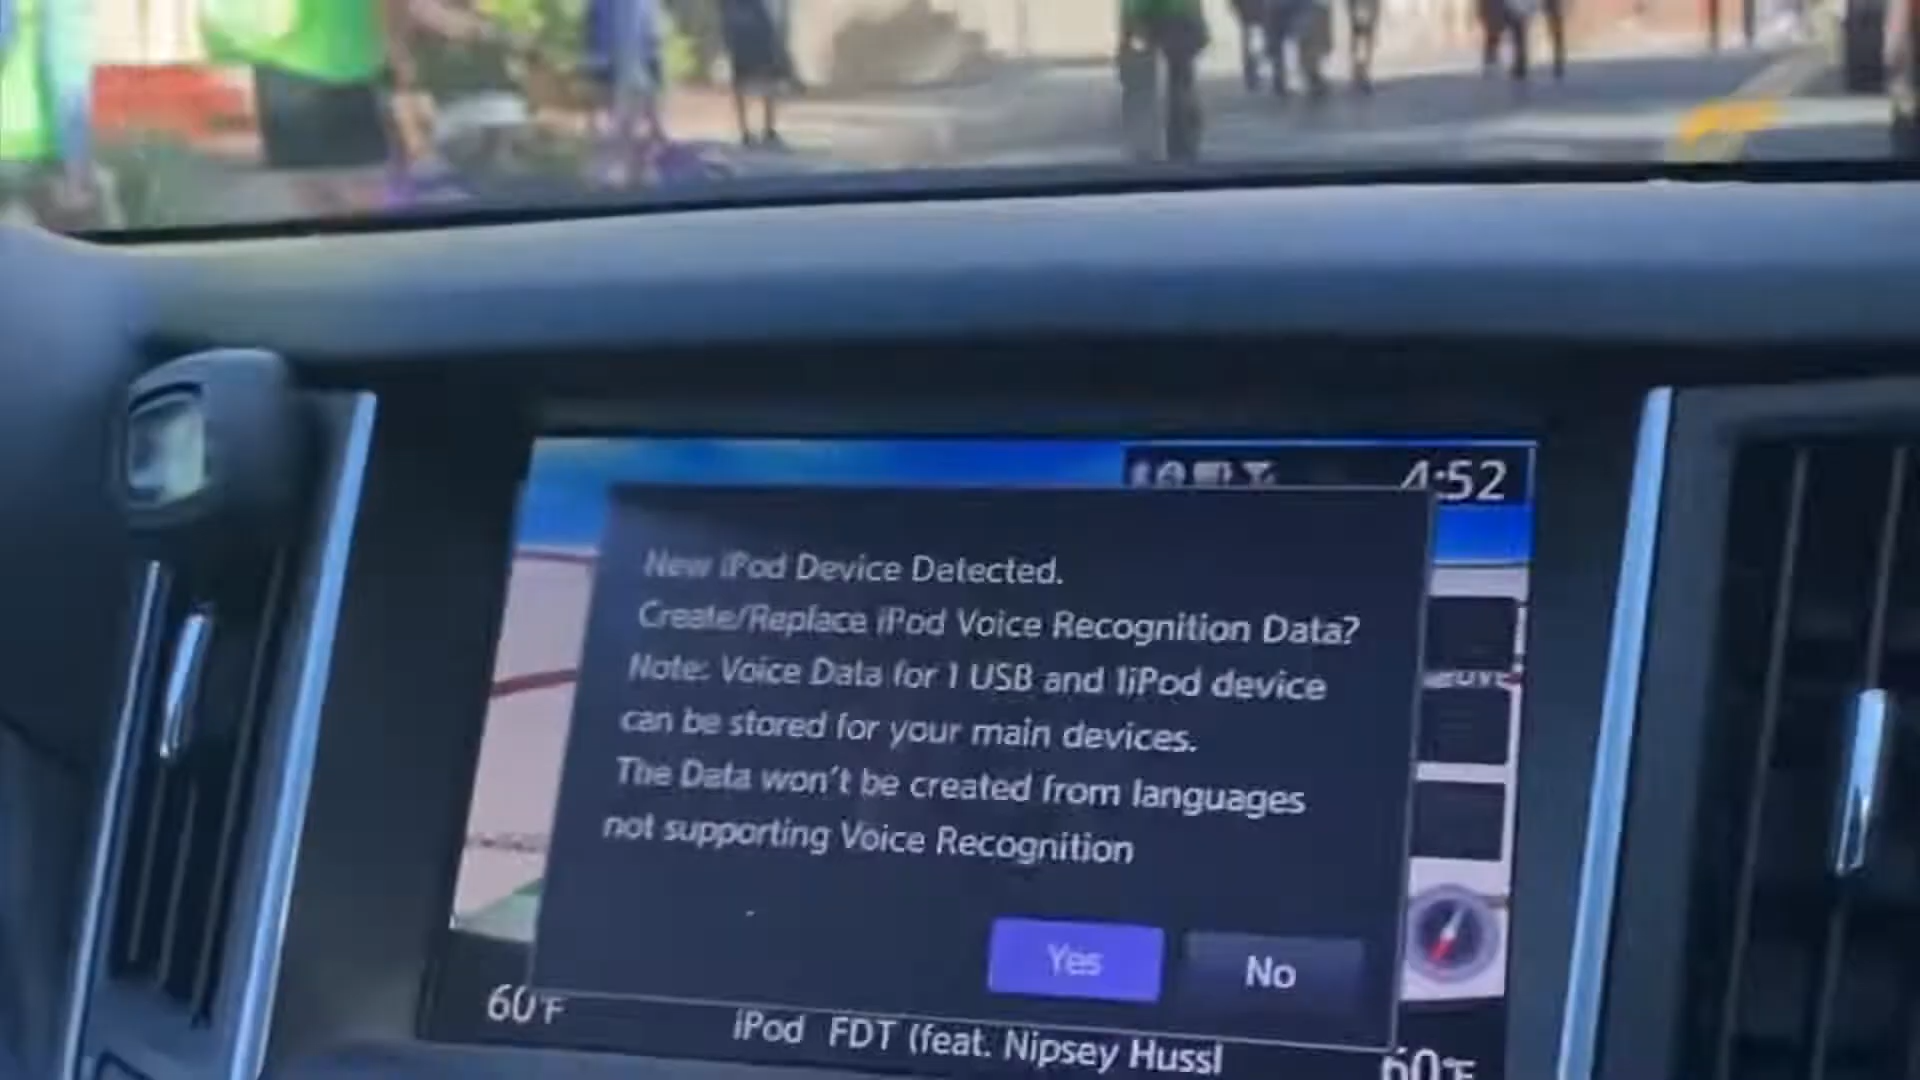 4:52
New iPod Device Datected.
Create/Replace iPod Voice Recognition Data?
Note: Voice Data for 1 USB and 1iPod device
can be stored for your main devices.
The Data won't be created from languages
not supporting Voice Recognition
Yes
No
60°F
iPod FDT (feat. Nipsey Hussl
60°F